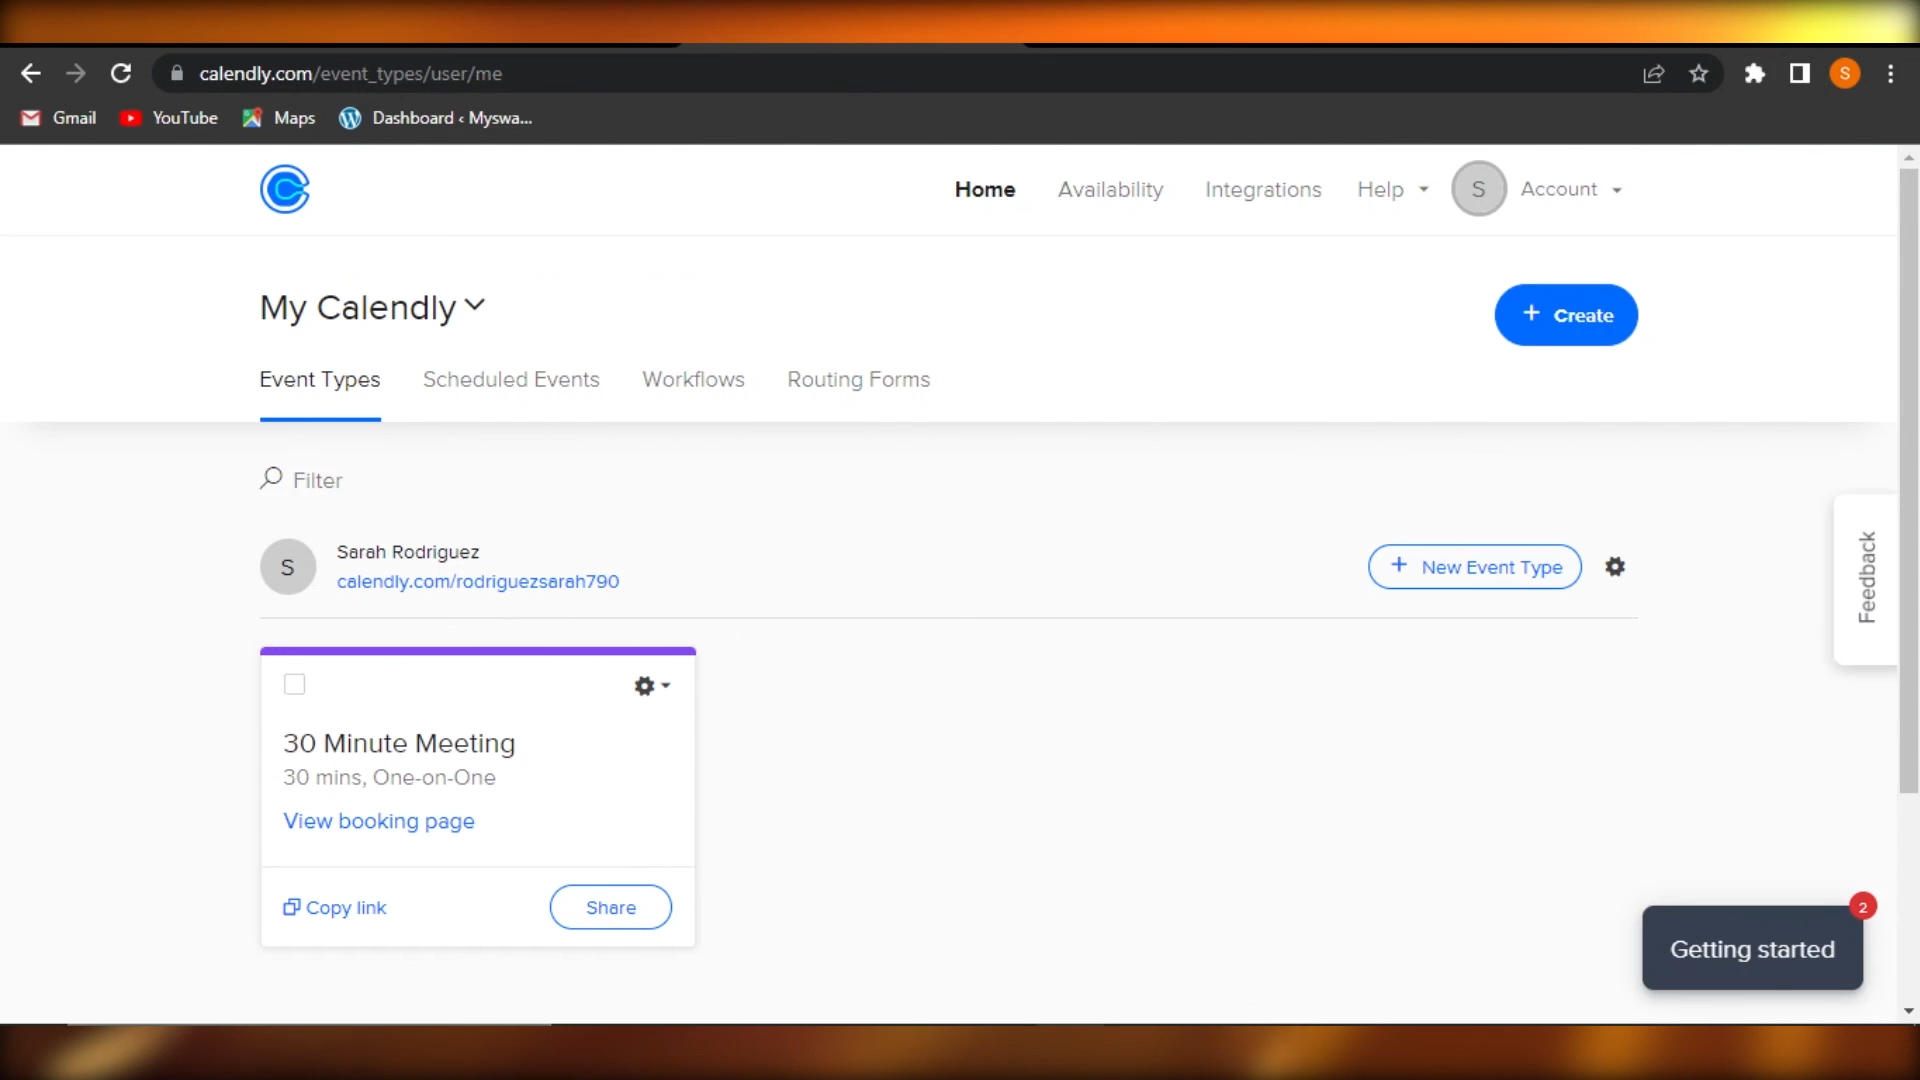 calendly.com/event_types/user/me
S
Gmail
YouTube
Maps
Dashboard ‹ Myswa...
Home
Availability
Integrations
Help
S
Account
My Calendly
+ Create
Event Types
Scheduled Events
Workflows
Routing Forms
Filter
S
Sarah Rodriguez
calendly.com/rodriguezsarah790
+ New Event Type
Feedback
30 Minute Meeting
30 mins, One-on-One
View booking page
Copy link
Share
2
Getting started